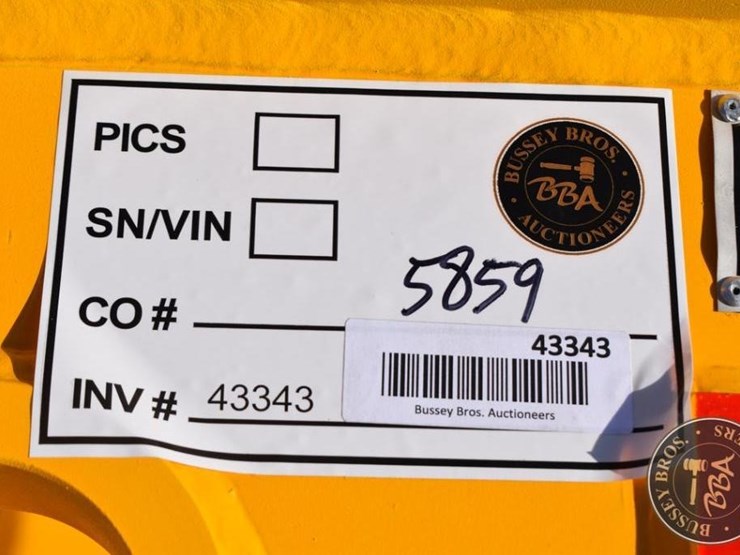 PICS
BUSSEY BROS.
BBA
AUCTIONEERS
SN/VIN
5859
CO #
43343
Bussey Bros. Auctioneers
INV # 43343
BUSSEY BROS.
BBA